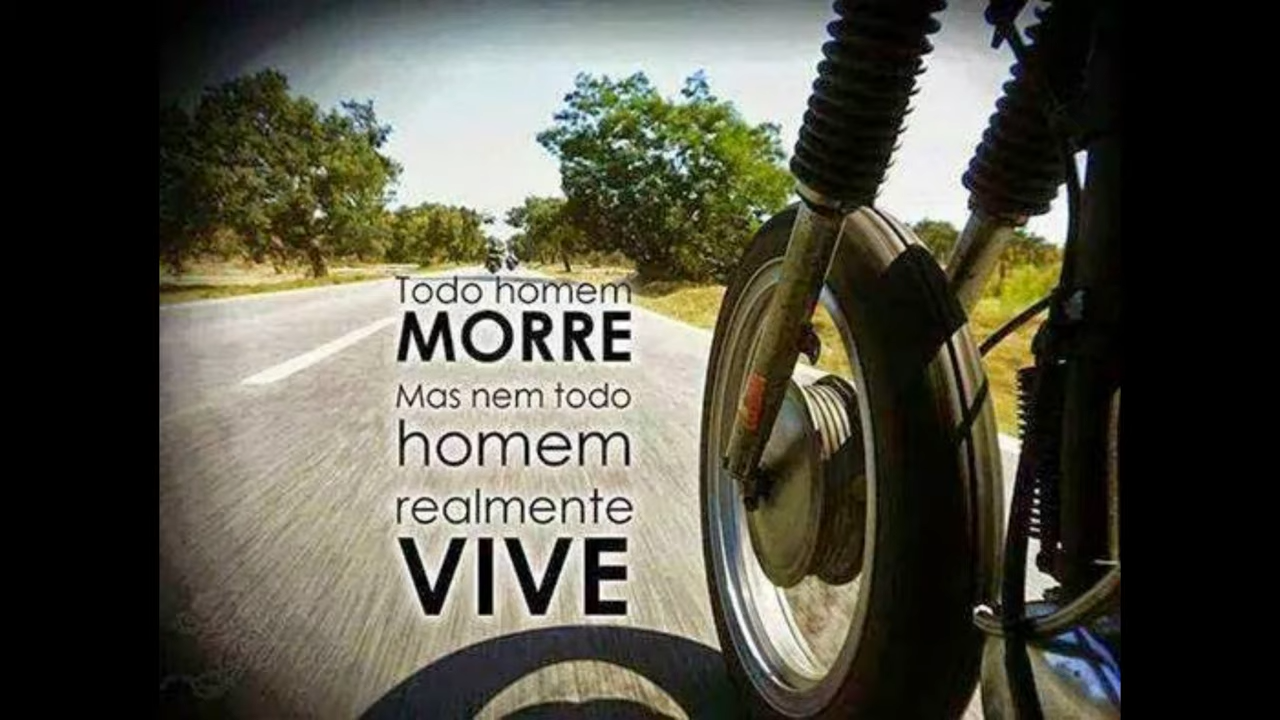 Todo homem
MORRE
Mas nem todo
homem
realmente
VIVE